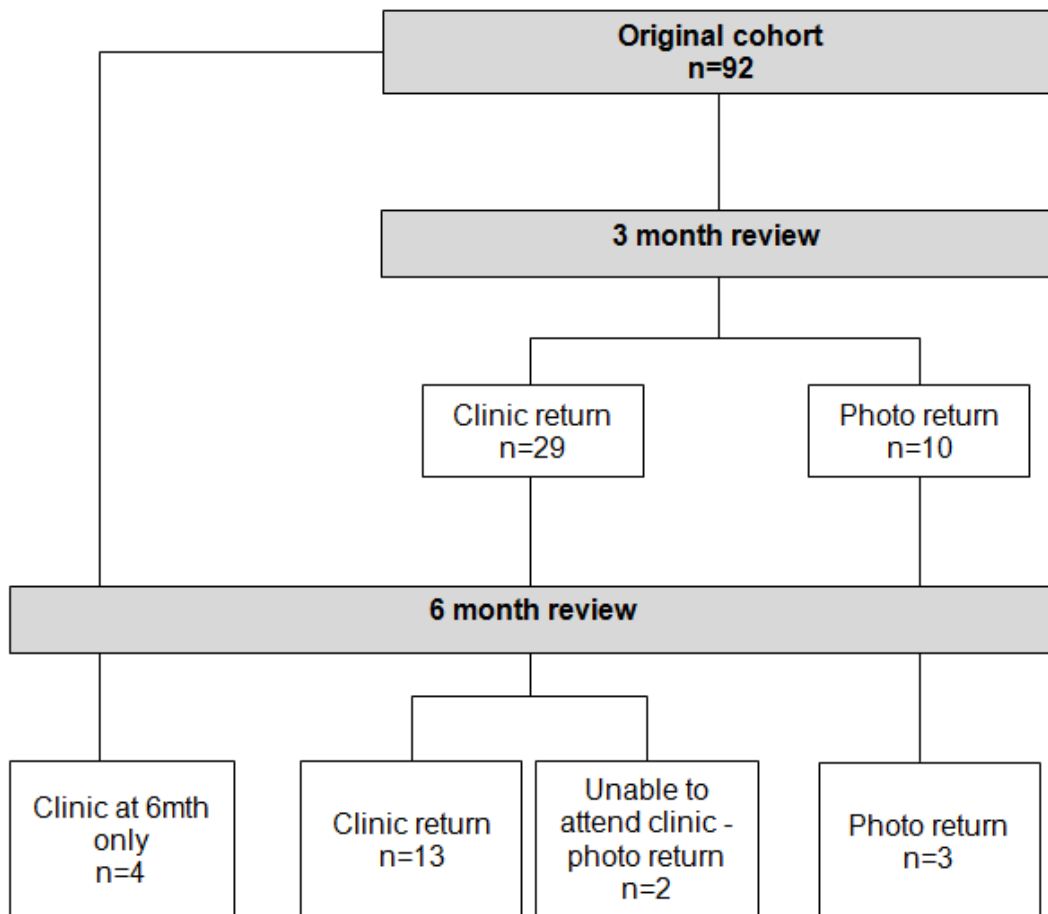 Original cohort
n=92
3 month review
Clinic return
n=29
Photo return
n=10
6 month review
Clinic at 6mth
only
n=4
Clinic return
n=13
Unable to
attend clinic -
photo return
n=2
Photo return
n=3